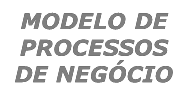 MODELO DE
PROCESSOS
DE NEGÓCIO